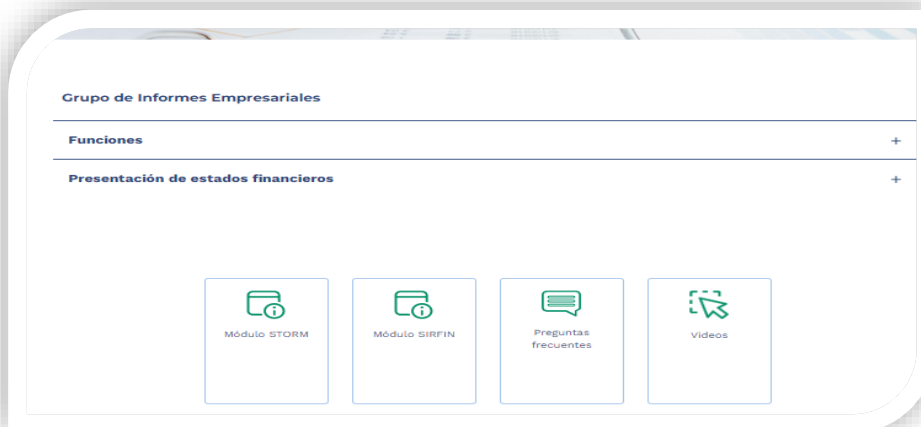 Grupo de Informes Empresariales
Funciones +
Presentación de estados financieros +
Módulo STORM
Módulo SIRFIN
Preguntas
frecuentes
Videos